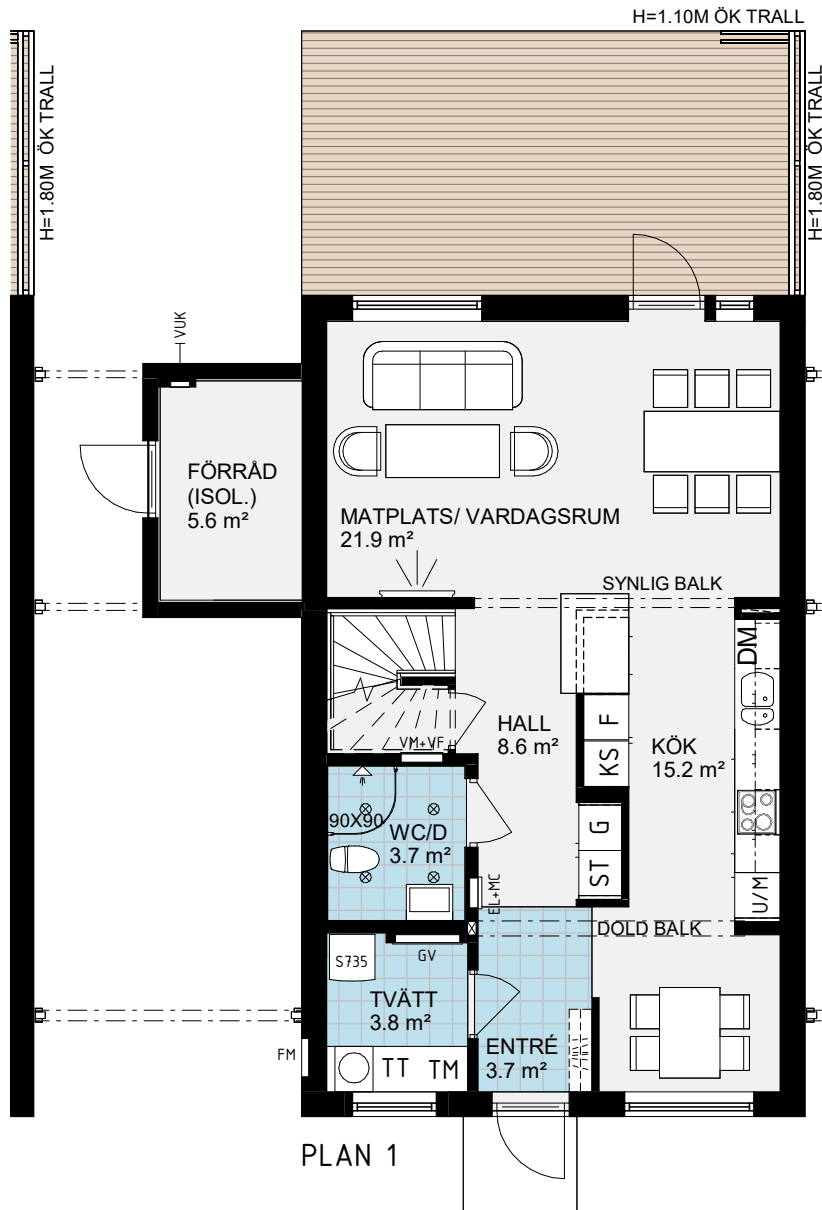 H=1.10M ÖK TRALL
H=1.80M ÖK TRALL
H=1.80M ÖK TRALL
VUK
FÖRRÅD
(ISOL.)
5.6 m²
MATPLATS/ VARDAGSRUM
21.9 m²
SYNLIG BALK
DM
HALL
8.6 m²
F
KS
KÖK
15.2 m²
VM+VF
90X90
WC/D
3.7 m²
G
ST
EL+MC
U/M
DOLD BALK
GV
S735
TVÄTT
3.8 m²
ENTRÉ
3.7 m²
FM
TT
TM
PLAN 1